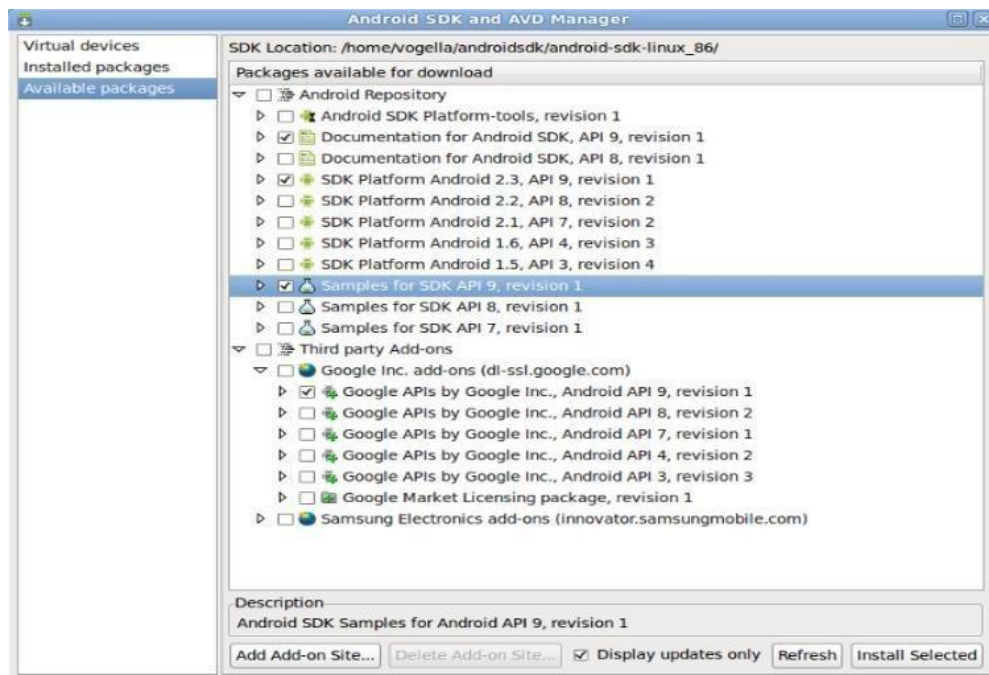 Android SDK and AVD Manager
Virtual devices
Installed packages
Available packages
SDK Location: /home/vogella/androidsdk/android-sdk-linux_86/
Packages available for download
Android Repository
Android SDK Platform-tools, revision 1
Documentation for Android SDK, API 9, revision 1
Documentation for Android SDK, API 8, revision 1
SDK Platform Android 2.3, API 9, revision 1
SDK Platform Android 2.2, API 8, revision 2
SDK Platform Android 2.1, API 7, revision 2
SDK Platform Android 1.6, API 4, revision 3
SDK Platform Android 1.5, API 3, revision 4
Samples for SDK API 9, revision 1
Samples for SDK API 8, revision 1
Samples for SDK API 7, revision 1
Third party Add-ons
Google Inc. add-ons (dl-ssl.google.com)
Google APIs by Google Inc., Android API 9, revision 1
Google APIs by Google Inc., Android API 8, revision 2
Google APIs by Google Inc., Android API 7, revision 1
Google APIs by Google Inc., Android API 4, revision 2
Google APIs by Google Inc., Android API 3, revision 3
Google Market Licensing package, revision 1
Samsung Electronics add-ons (innovator.samsungmobile.com)
Description
Android SDK Samples for Android API 9, revision 1
Add Add-on Site... Delete Add-on Site... Display updates only Refresh Install Selected